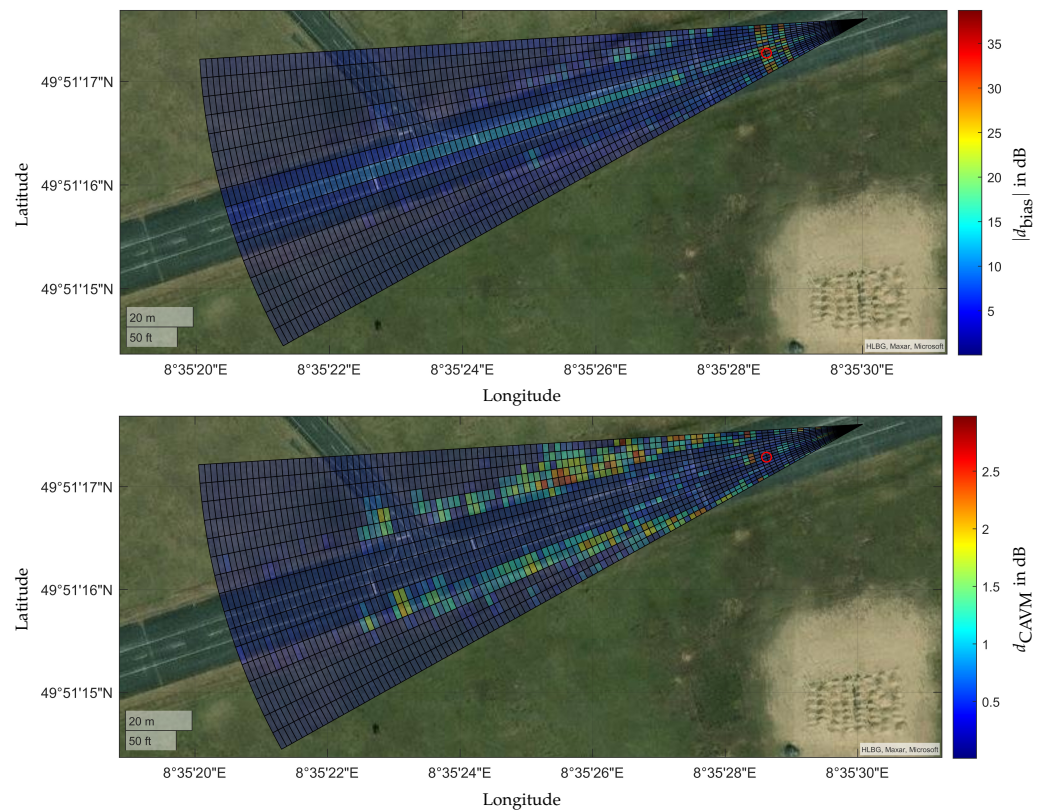 49°51'17"N
49°51'16"N
49°51'15"N
Latitude
20 m
50 ft
HLBG, Maxar, Microsoft
8°35'20"E 8°35'22"E 8°35'24"E 8°35'26"E 8°35'28"E 8°35'30"E
Longitude
35
30
25
20
15
10
5
|dbias| in dB
49°51'17"N
49°51'16"N
49°51'15"N
Latitude
20 m
50 ft
HLBG, Maxar, Microsoft
8°35'20"E 8°35'22"E 8°35'24"E 8°35'26"E 8°35'28"E 8°35'30"E
Longitude
2.5
2
1.5
1
0.5
dCAVM in dB